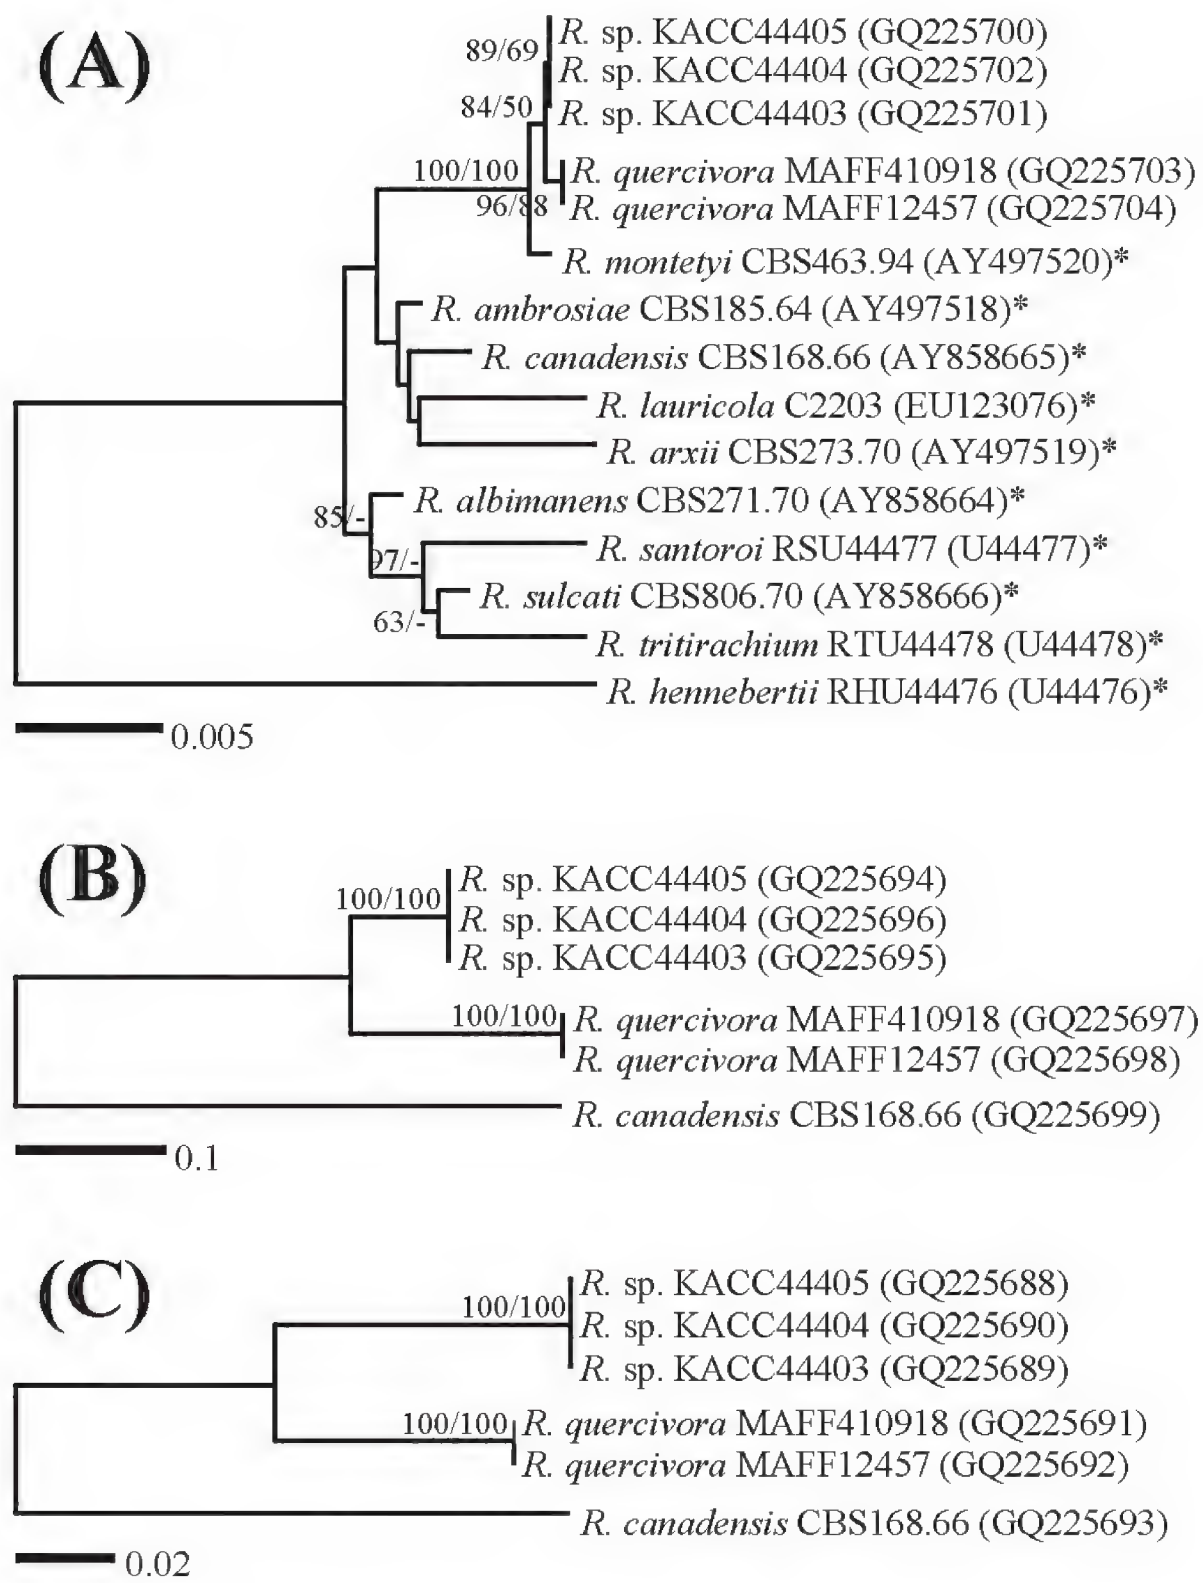 (A)
R. sp. KACC44405 (GQ225700)
89/69
R. sp. KACC44404 (GQ225702)
84/50
R. sp. KACC44403 (GQ225701)
100/100
R. quercivora MAFF410918 (GQ225703)
96/88
R. quercivora MAFF12457 (GQ225704)
R. montetyi CBS463.94 (AY497520)*
R. ambrosiae CBS185.64 (AY497518)*
R. canadensis CBS168.66 (AY858665)*
R. lauricola C2203 (EU123076)*
R. arxii CBS273.70 (AY497519)*
R. albimanens CBS271.70 (AY858664)*
85/-
R. santoroi RSU44477 (U44477)*
97/-
R. sulcati CBS806.70 (AY858666)*
63/-
R. tritirachium RTU44478 (U44478)*
R. hennebertii RHU44476 (U44476)*
0.005
(B)
R. sp. KACC44405 (GQ225694)
100/100
R. sp. KACC44404 (GQ225696)
R. sp. KACC44403 (GQ225695)
100/100
R. quercivora MAFF410918 (GQ225697)
R. quercivora MAFF12457 (GQ225698)
R. canadensis CBS168.66 (GQ225699)
0.1
(C)
R. sp. KACC44405 (GQ225688)
100/100
R. sp. KACC44404 (GQ225690)
R. sp. KACC44403 (GQ225689)
100/100
R. quercivora MAFF410918 (GQ225691)
R. quercivora MAFF12457 (GQ225692)
R. canadensis CBS168.66 (GQ225693)
0.02